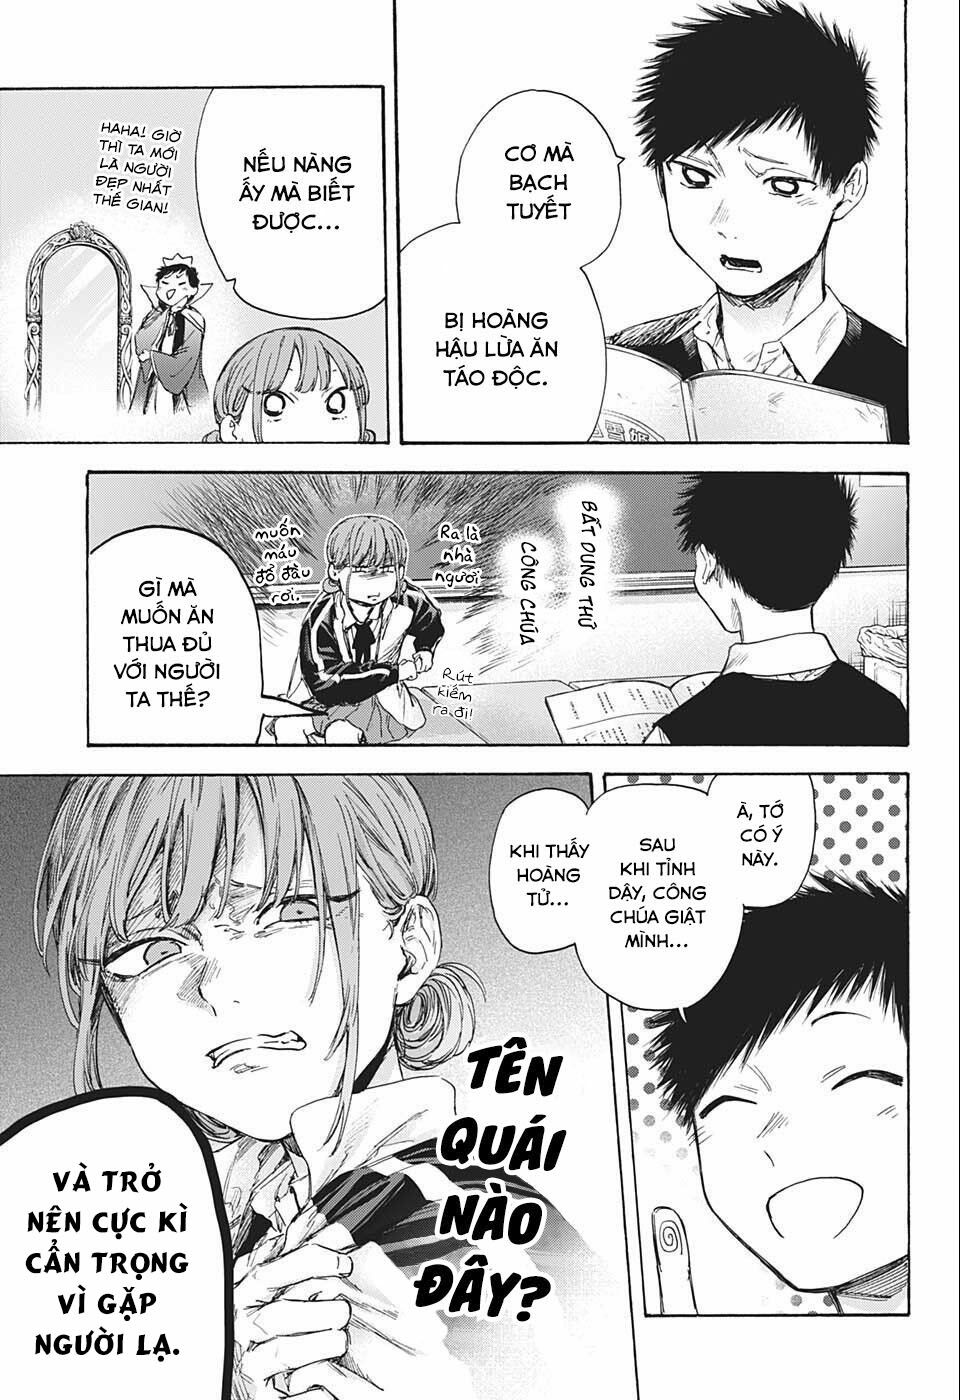 CƠ MÀ
BẠCH
TUYẾT
BỊ HOÀNG
HẬU LỪA ĂN
TÁO ĐỘC.
NẾU NÀNG
ẤY MÀ BIẾT
ĐƯỢC...
HAHA! GIỜ
THÌ TA MỚI
LÀ NGƯỜI
ĐẸP NHẤT
THẾ GIAN!
BẤT DUNG THỨ
CÔNG CHÚA
Ra là
nhà
ngươi
muốn
máu
đổ đầu
rơi.
Rút
kiếm
ra đi!
GÌ MÀ
MUỐN ĂN
THUA ĐỦ
VỚI NGƯỜI
TA THẾ?
À, TỚ
CÓ Ý
NÀY.
SAU
KHI TỈNH
DẬY, CÔNG
CHÚA GIẬT
MÌNH...
KHI THẤY
HOÀNG
TỬ...
TÊN
QUÁI
NÀO
ĐÂY?
VÀ TRỞ
NÊN CỰC KÌ
CẨN TRỌNG
VÌ GẶP
NGƯỜI LẠ.